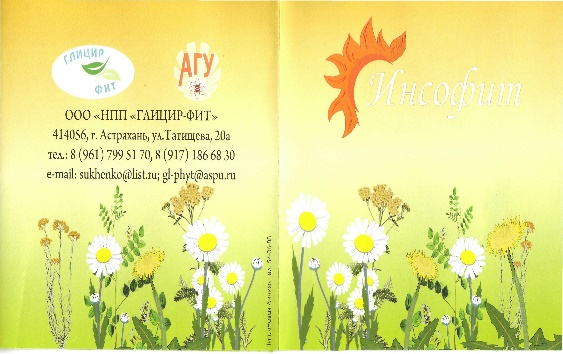 ГЛИЦИР
ФИТ
АГУ
ООО «НПП «ГЛИЦИР-ФИТ»
414056, г. Астрахань, ул.Татищева, 20а
тел.: 8 (961) 799 51 70, 8 (917) 186 68 30
e-mail: sukhenko@list.ru; gl-phyt@aspu.ru
Инсофит